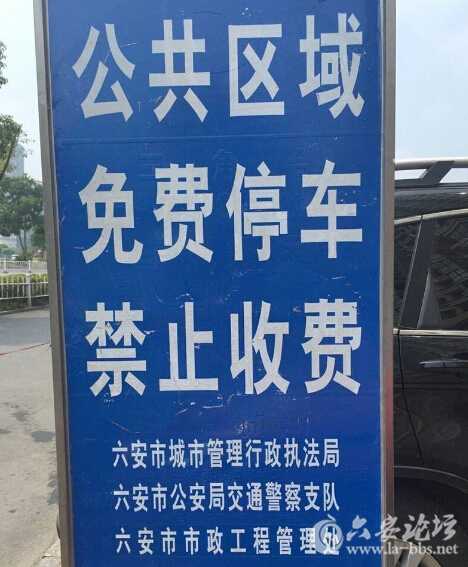 公共区域
免费停车
禁止收费
六安市城市管理行政执法局
六安市公安局交通警察支队
六安市市政工程管理处
六安论坛
www.la-bbs.net